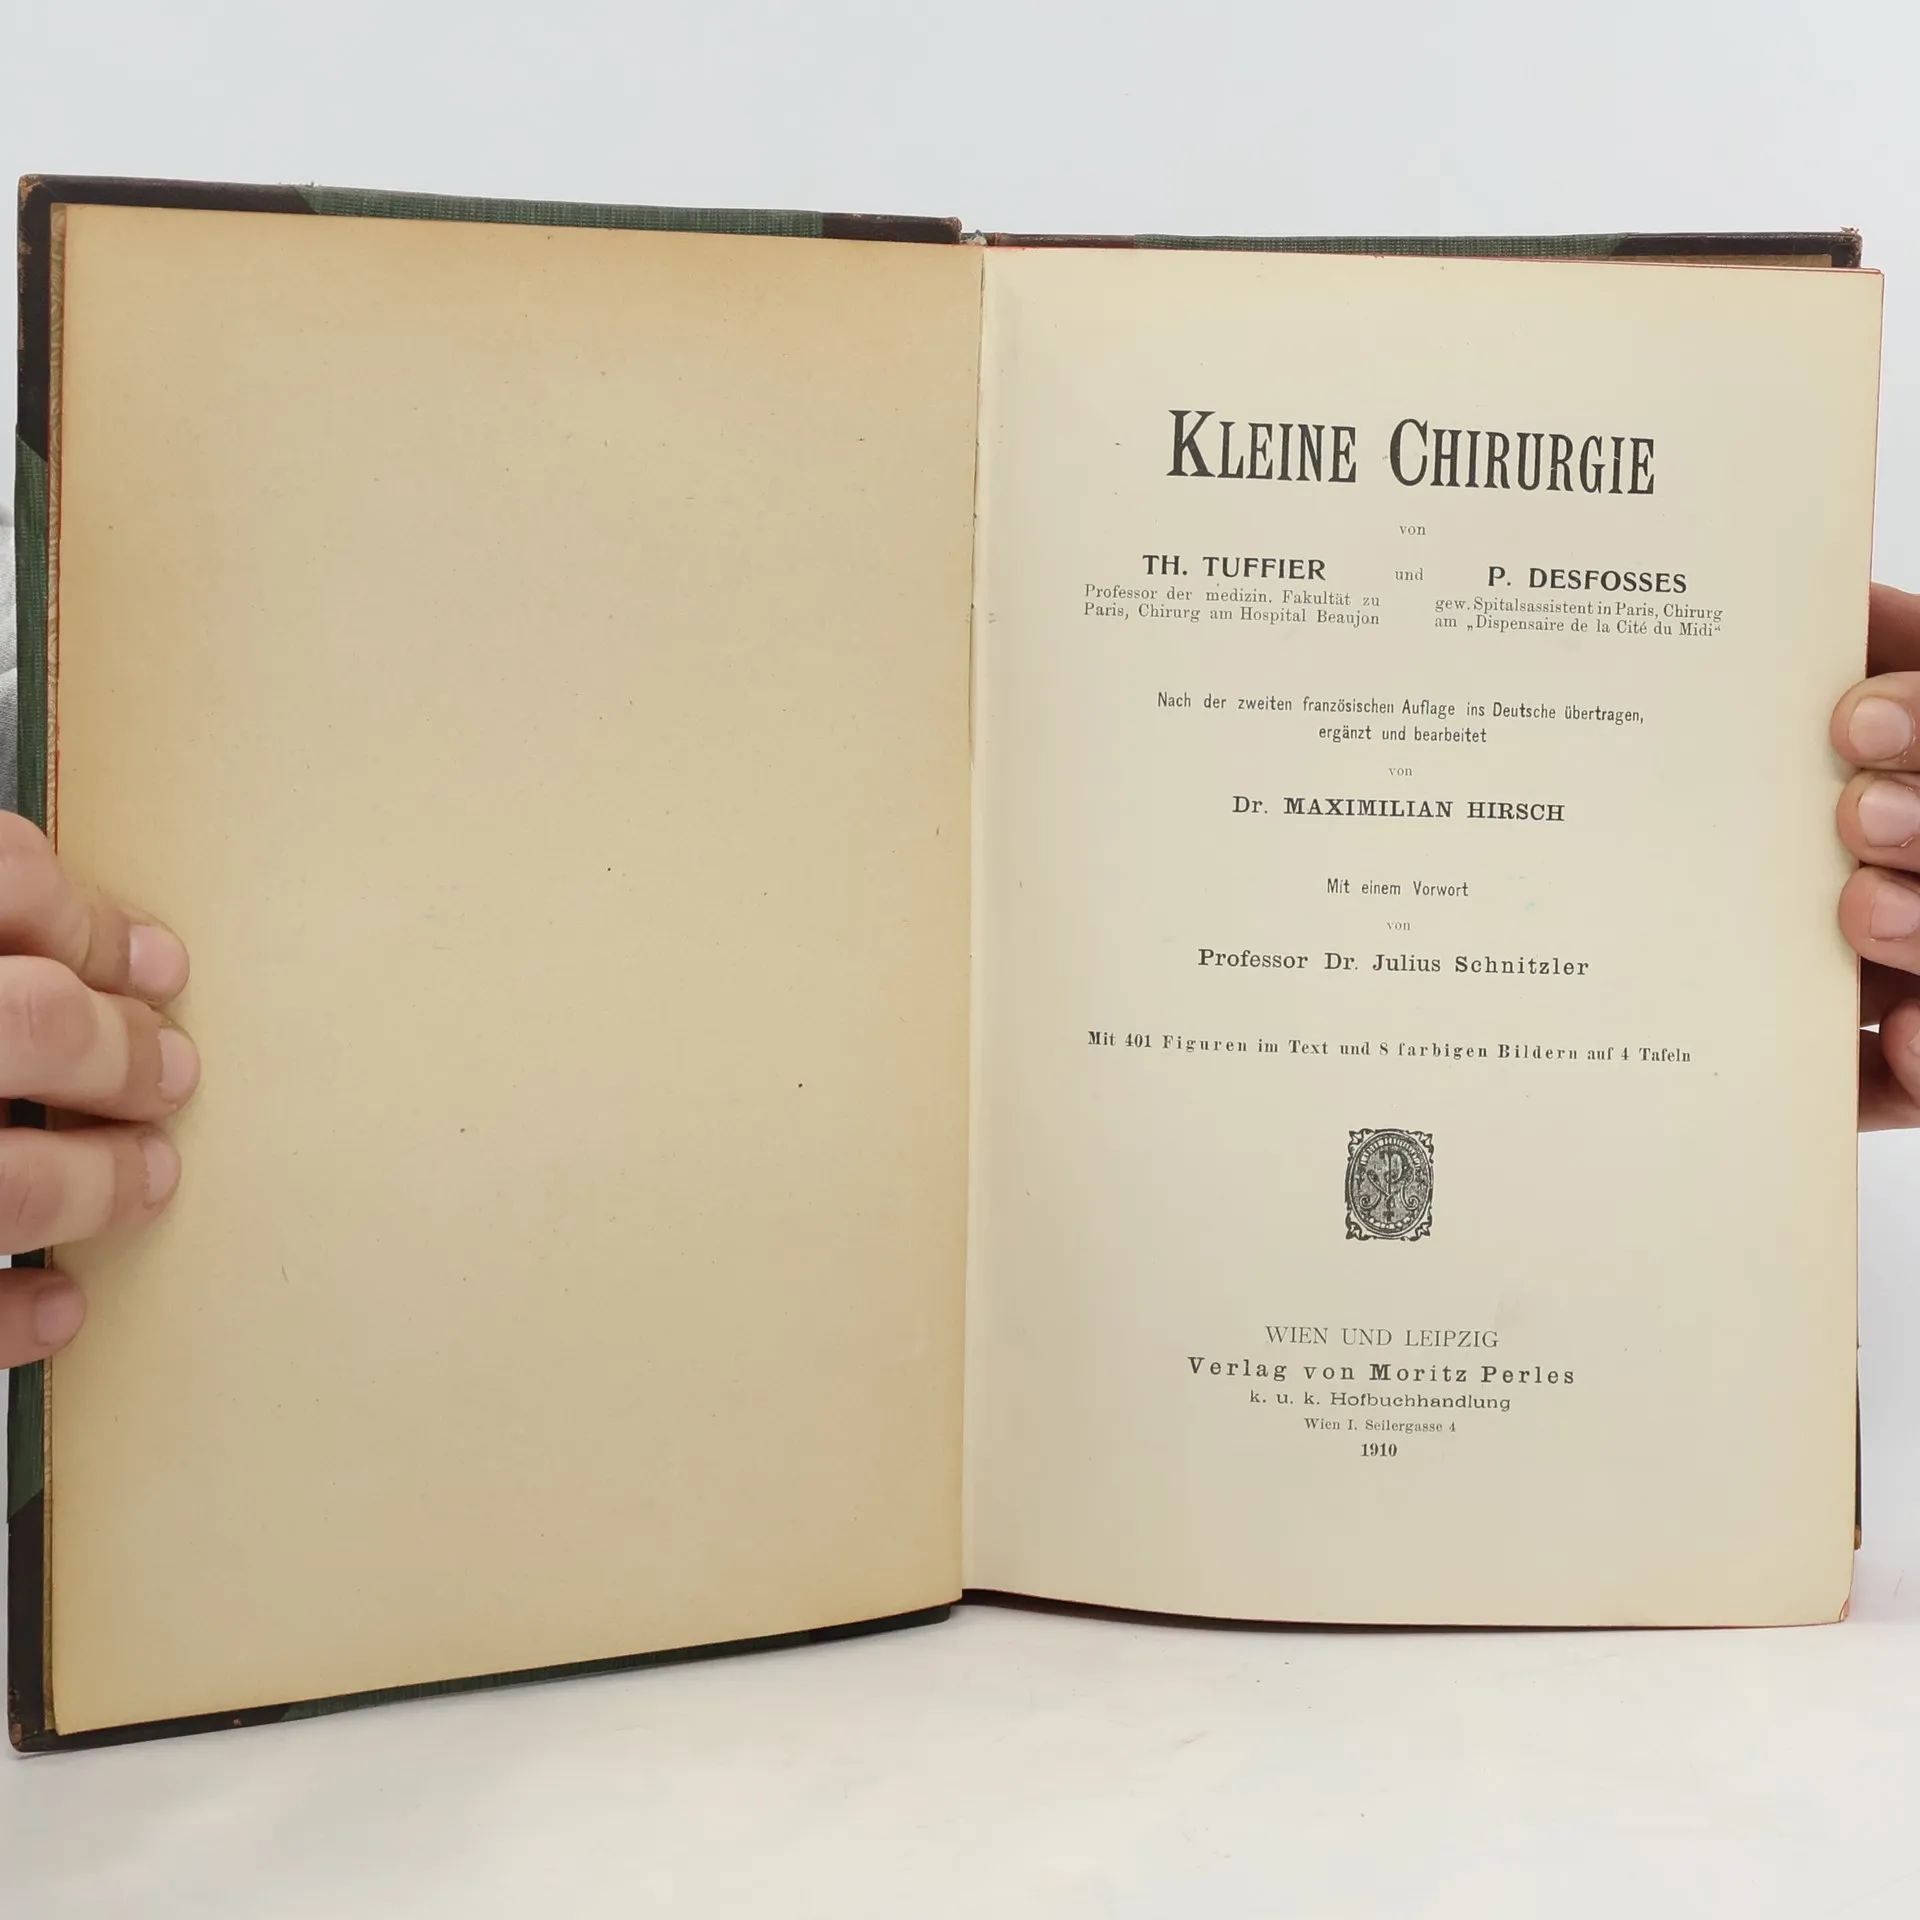 KLEINE CHIRURGIE
von
TH. TUFFIER und P. DESFOSSES
Professor der medizin. Fakultät zu
Paris, Chirurg am Hospital Beaujon
gew. Spitalsassistent in Paris, Chirurg
am „Dispensaire de la Cité du Midi“
Nach der zweiten französischen Auflage ins Deutsche übertragen,
ergänzt und bearbeitet
von
Dr. MAXIMILIAN HIRSCH
Mit einem Vorwort
von
Professor Dr. Julius Schnitzler
Mit 401 Figuren im Text und 8 farbigen Bildern auf 4 Tafeln
WIEN UND LEIPZIG
Verlag von Moritz Perles
k. u. k. Hofbuchhandlung
Wien I. Seilergasse 4
1910